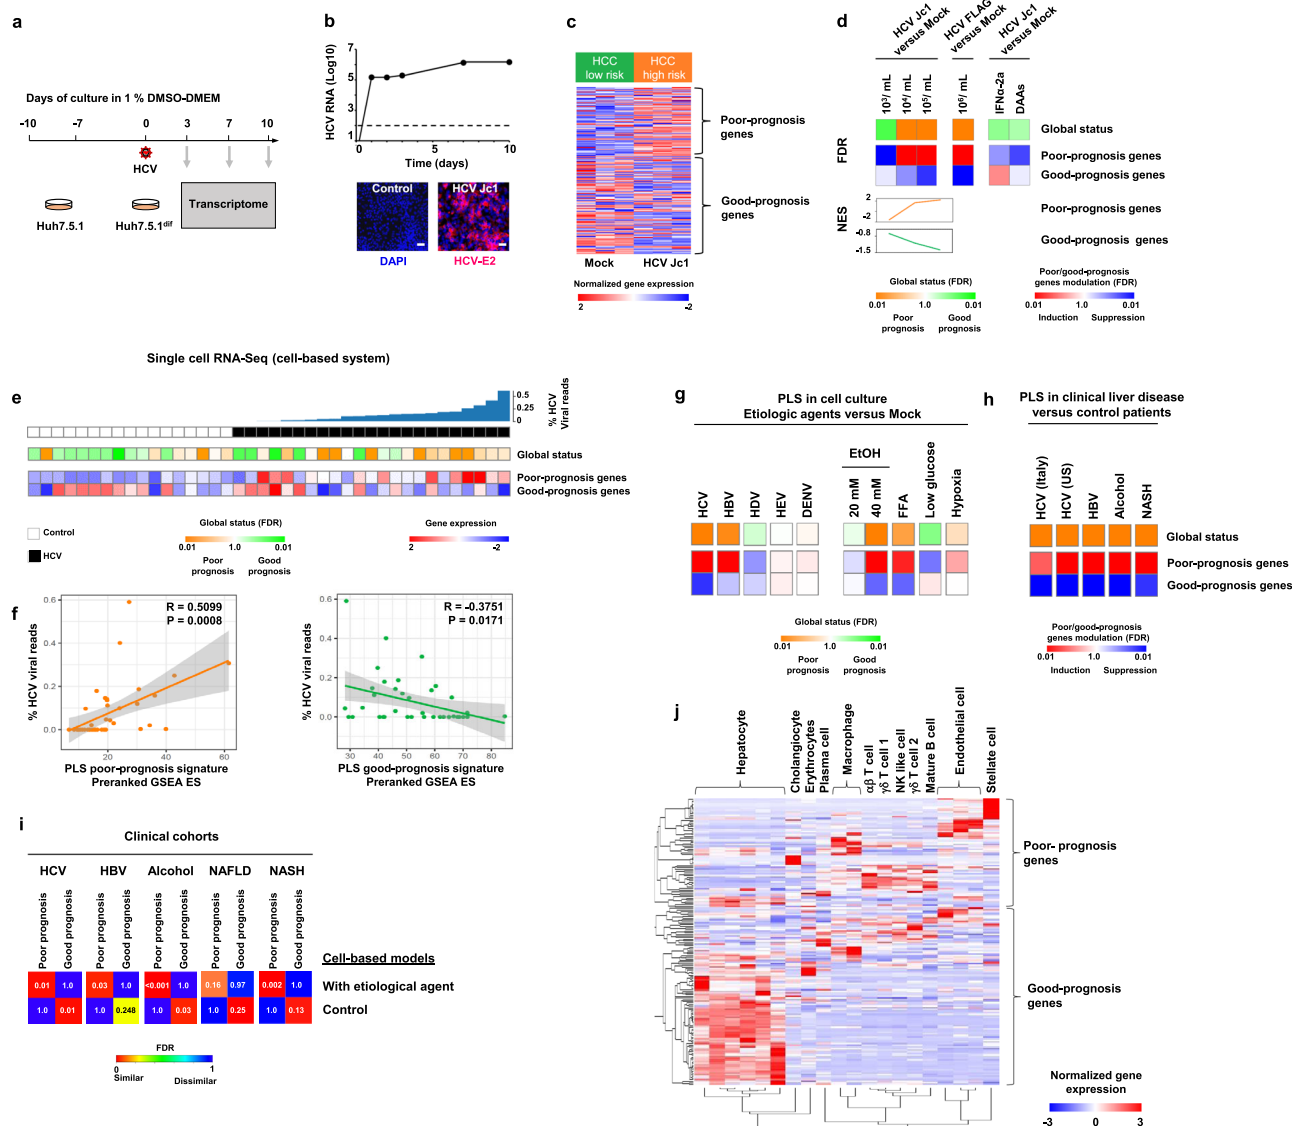 a
Days of culture in 1 % DMSO-DMEM
-10
-7
0
3
7
10
HCV
Huh7.5.1
Huh7.5.1dif
Transcriptome
b
HCV RNA (Log10)
7
5
3
1
0
5
10
Time (days)
Control
HCV Jc1
DAPI
HCV-E2
c
HCC low risk
HCC high risk
Poor-prognosis genes
Good-prognosis genes
Mock
HCV Jc1
Normalized gene expression
2
-2
d
HCV Jc1 versus Mock
HCV FLAG versus Mock
HCV Jc1 versus Mock
10³/ mL
10⁴/ mL
10⁵/ mL
10⁶/ mL
IFNα-2a
DAAs
FDR
Global status
Poor-prognosis genes
Good-prognosis genes
NES
2
-2
-0.8
-1.5
Poor-prognosis genes
Good-prognosis genes
Global status (FDR)
0.01
1.0
0.01
Poor prognosis
Good prognosis
Poor/good-prognosis genes modulation (FDR)
0.01
1.0
0.01
Induction
Suppression
Single cell RNA-Seq (cell-based system)
e
0.5
0.25
0
% HCV Viral reads
Global status
Poor-prognosis genes
Good-prognosis genes
Control
HCV
Global status (FDR)
0.01
1.0
0.01
Poor prognosis
Good prognosis
Gene expression
2
-2
f
% HCV viral reads
0.6
0.4
0.2
0.0
R = 0.5099
P = 0.0008
20
40
60
PLS poor-prognosis signature
Preranked GSEA ES
% HCV viral reads
0.6
0.4
0.2
0.0
R = -0.3751
P = 0.0171
30
40
50
60
70
80
PLS good-prognosis signature
Preranked GSEA ES
g
PLS in cell culture
Etiologic agents versus Mock
HCV
HBV
HDV
HEV
DENV
EtOH
20 mM
40 mM
FFA
Low glucose
Hypoxia
Global status (FDR)
0.01
1.0
0.01
Poor prognosis
Good prognosis
h
PLS in clinical liver disease
versus control patients
HCV (Italy)
HCV (US)
HBV
Alcohol
NASH
Global status
Poor-prognosis genes
Good-prognosis genes
Poor/good-prognosis
genes modulation (FDR)
0.01
1.0
0.01
Induction
Suppression
i
Clinical cohorts
HCV
HBV
Alcohol
NAFLD
NASH
Poor prognosis
Good prognosis
Poor prognosis
Good prognosis
Poor prognosis
Good prognosis
Poor prognosis
Good prognosis
Poor prognosis
Good prognosis
Cell-based models
0.01 1.0 0.03 1.0 <0.001 1.0 0.16 0.97 0.002 1.0 With etiological agent
1.0 0.01 1.0 0.248 1.0 0.03 1.0 0.25 1.0 0.13 Control
FDR
0
1
Similar
Dissimilar
j
Hepatocyte
Cholangiocyte
Erythrocytes
Plasma cell
Macrophage
αβ T cell
γδ T cell 1
NK like cell
γδ T cell 2
Mature B cell
Endothelial cell
Stellate cell
Poor- prognosis
genes
Good-prognosis
genes
Normalized gene
expression
-3
0
3